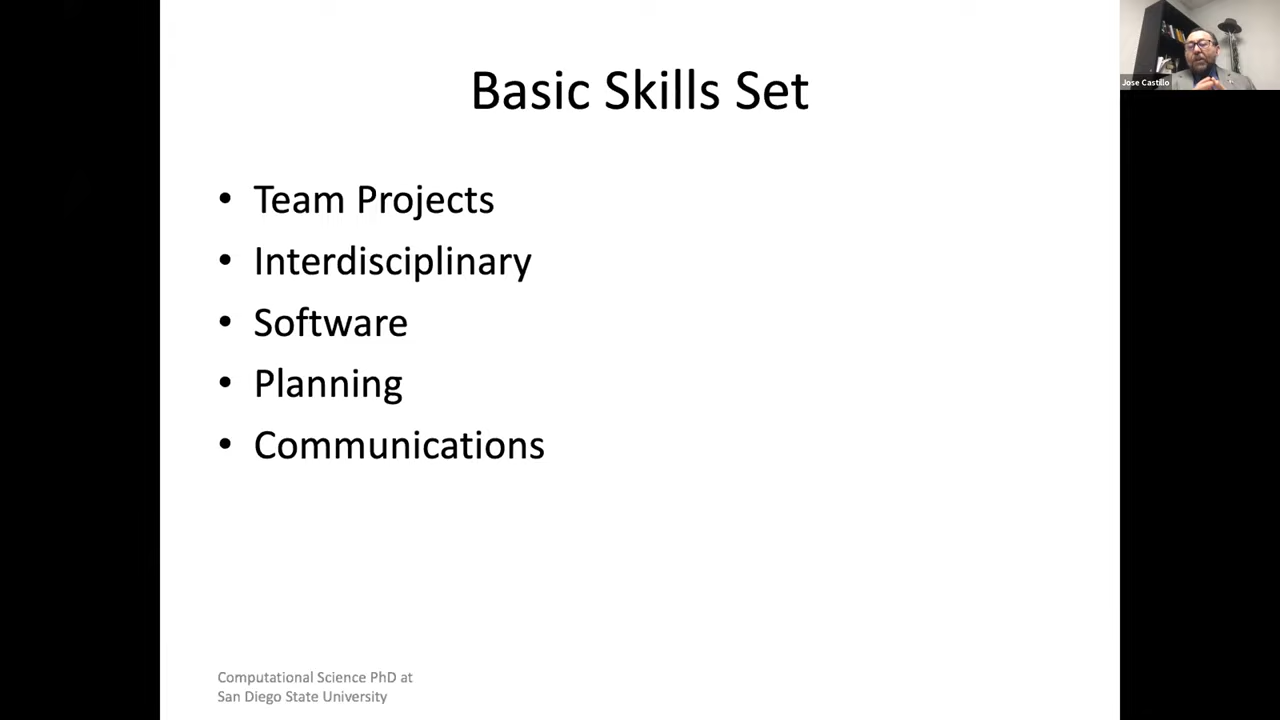 Basic Skills Set
• Team Projects
• Interdisciplinary
• Software
• Planning
• Communications
Computational Science PhD at
San Diego State University
Jose Castillo